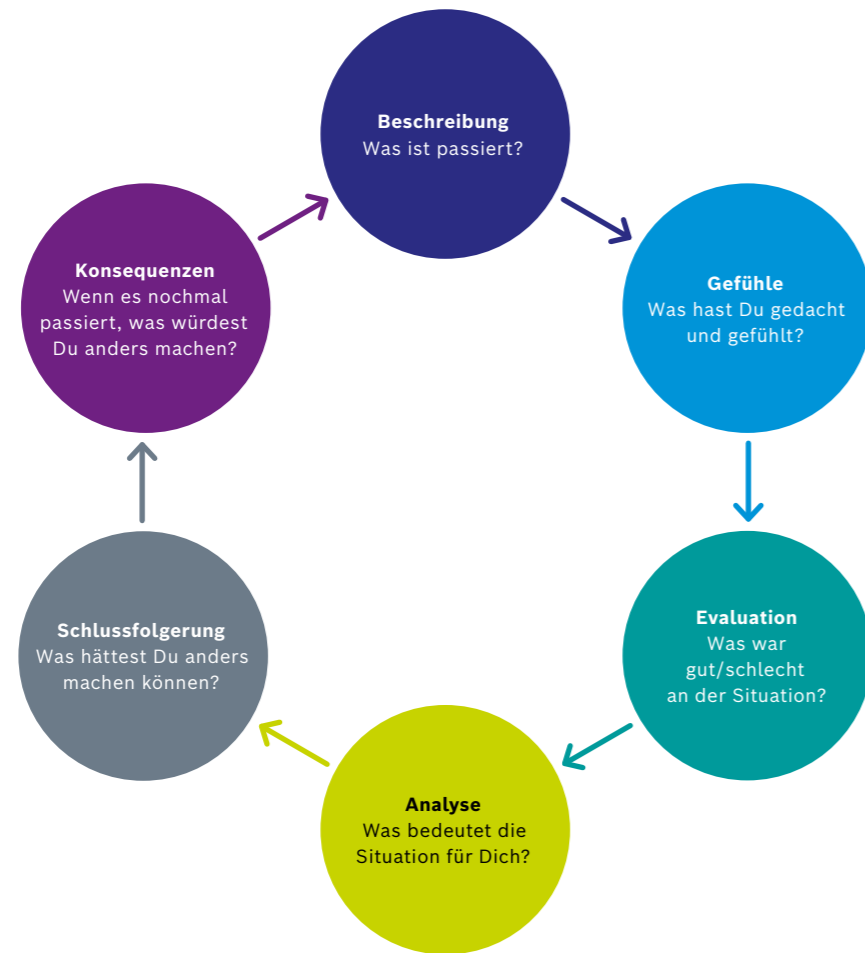 Beschreibung
Was ist passiert?
Gefühle
Was hast Du gedacht
und gefühlt?
Evaluation
Was war
gut/schlecht
an der Situation?
Analyse
Was bedeutet die
Situation für Dich?
Schlussfolgerung
Was hättest Du anders
machen können?
Konsequenzen
Wenn es nochmal
passiert, was würdest
Du anders machen?